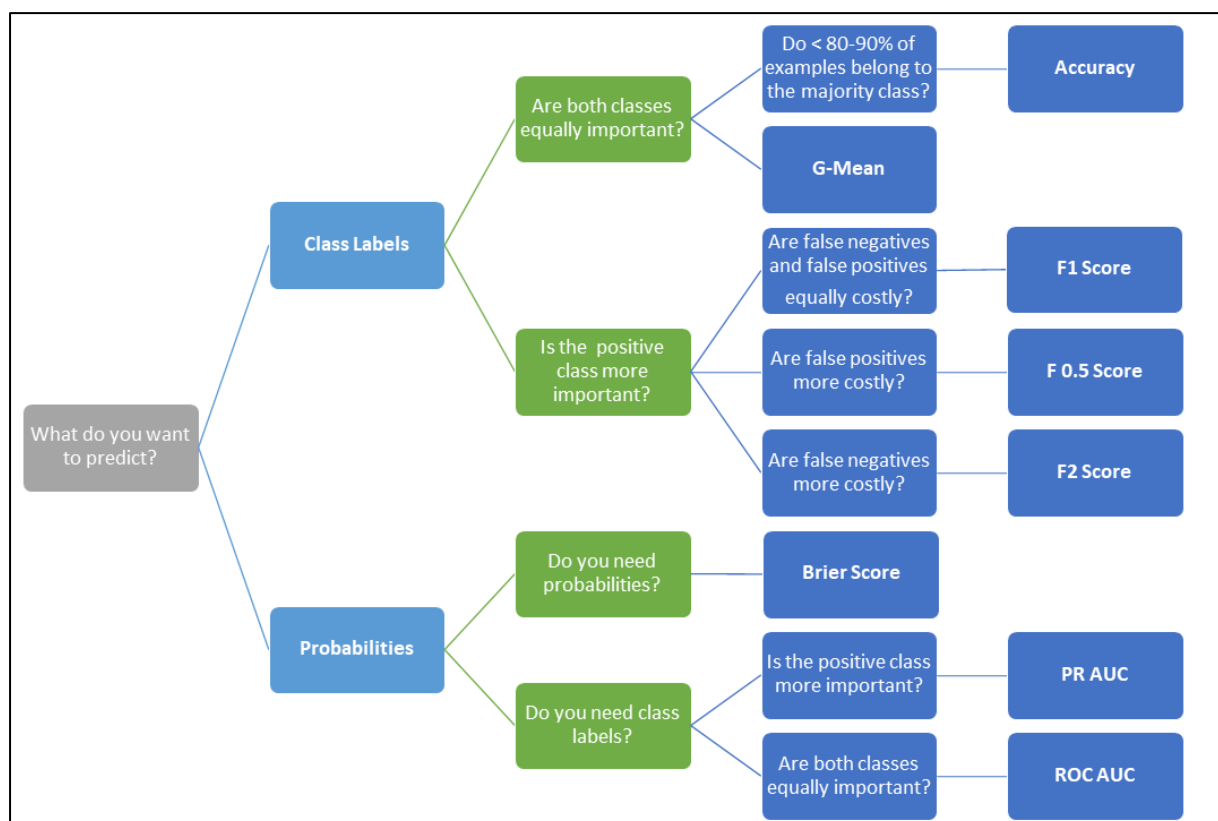 Do < 80-90% of
examples belong to
the majority class?
Accuracy
Are both classes
equally important?
G-Mean
Class Labels
Are false negatives
and false positives
equally costly?
F1 Score
Is the positive
class more
important?
Are false positives
more costly?
F 0.5 Score
What do you want
to predict?
Are false negatives
more costly?
F2 Score
Do you need
probabilities?
Brier Score
Probabilities
Is the positive class
more important?
PR AUC
Do you need class
labels?
Are both classes
equally important?
ROC AUC